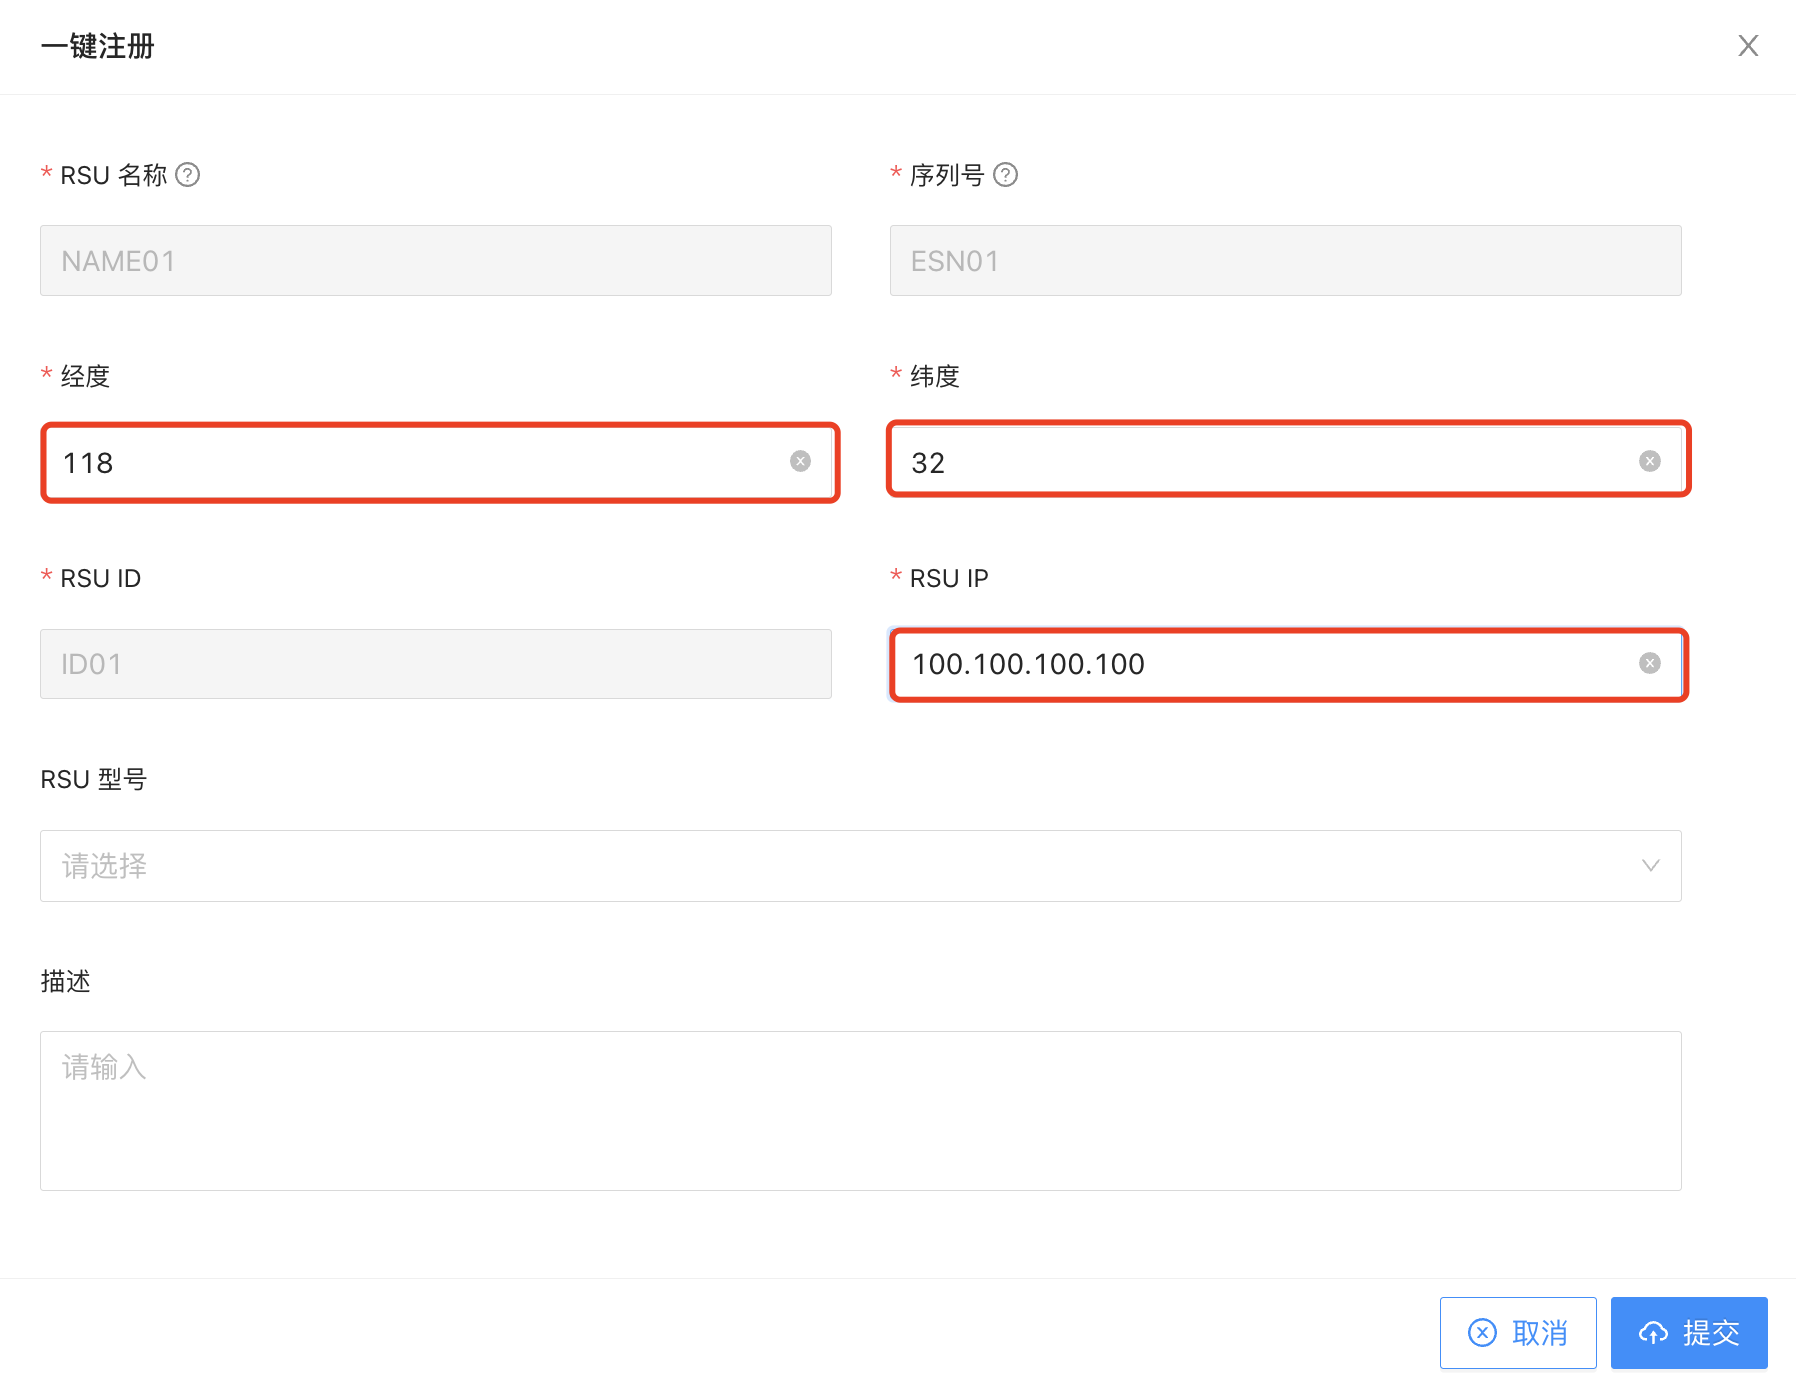 一键注册
* RSU 名称
* 序列号
NAME01
ESN01
* 经度
* 纬度
118
32
* RSU ID
* RSU IP
ID01
100.100.100.100
RSU 型号
请选择
描述
请输入
取消
提交